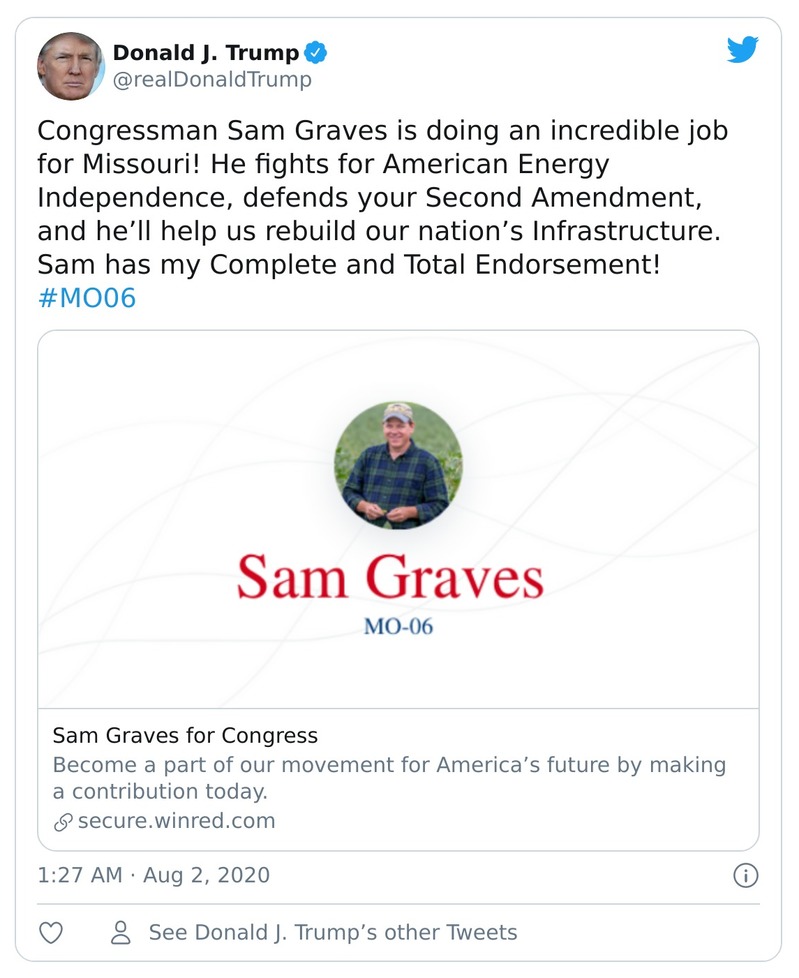 Donald J. Trump
@realDonaldTrump
Congressman Sam Graves is doing an incredible job
for Missouri! He fights for American Energy
Independence, defends your Second Amendment,
and he’ll help us rebuild our nation’s Infrastructure.
Sam has my Complete and Total Endorsement!
#MO06
Sam Graves
MO-06
Sam Graves for Congress
Become a part of our movement for America’s future by making
a contribution today.
secure.winred.com
1:27 AM · Aug 2, 2020
See Donald J. Trump’s other Tweets